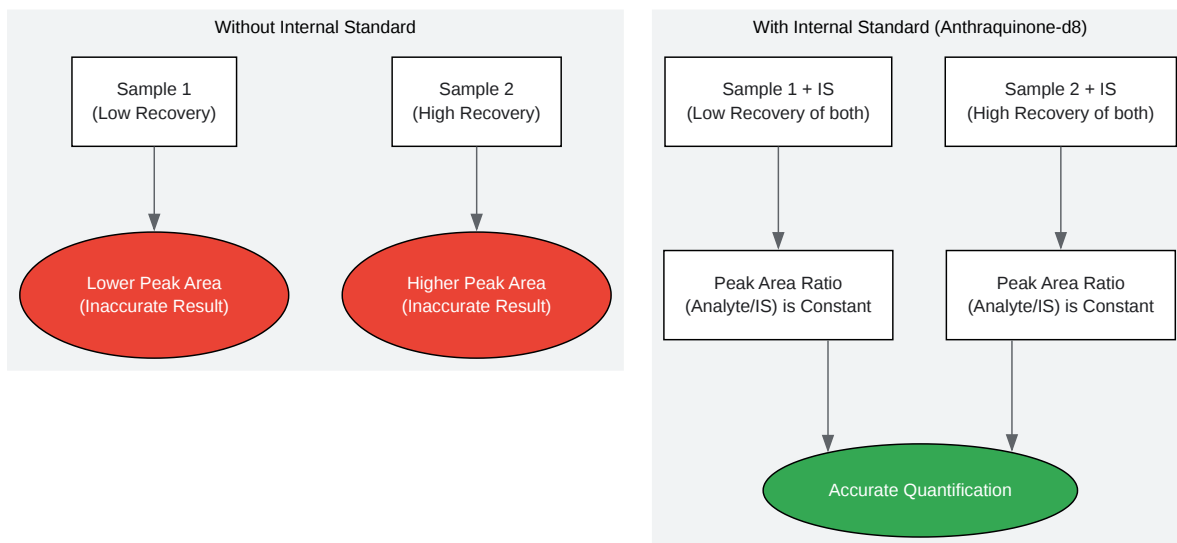 Without Internal Standard
Sample 1
(Low Recovery)
Sample 2
(High Recovery)
Lower Peak Area
(Inaccurate Result)
Higher Peak Area
(Inaccurate Result)
With Internal Standard (Anthraquinone-d8)
Sample 1 + IS
(Low Recovery of both)
Sample 2 + IS
(High Recovery of both)
Peak Area Ratio
(Analyte/IS) is Constant
Peak Area Ratio
(Analyte/IS) is Constant
Accurate Quantification